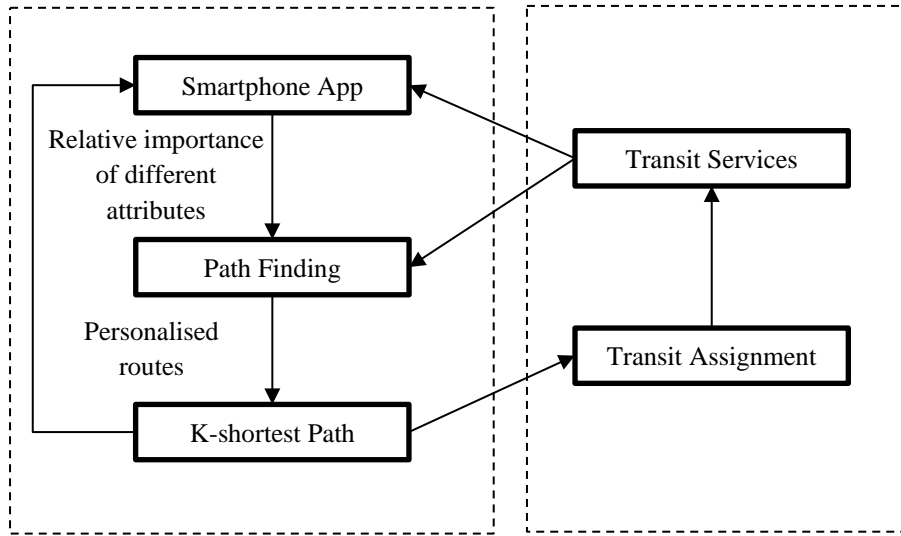 Smartphone App
Relative importance
of different
attributes
Path Finding
Personalised
routes
K-shortest Path
Transit Services
Transit Assignment